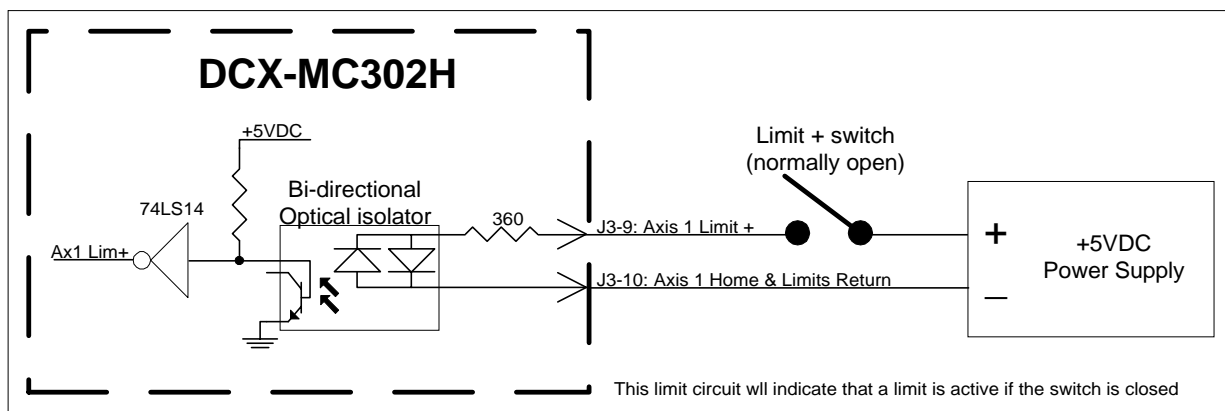 DCX-MC302H
+5VDC
Bi-directional
Optical isolator
74LS14
360
Ax1 Lim+
J3-9: Axis 1 Limit +
J3-10: Axis 1 Home & Limits Return
Limit + switch
(normally open)
+
+5VDC
Power Supply
–
This limit circuit wll indicate that a limit is active if the switch is closed